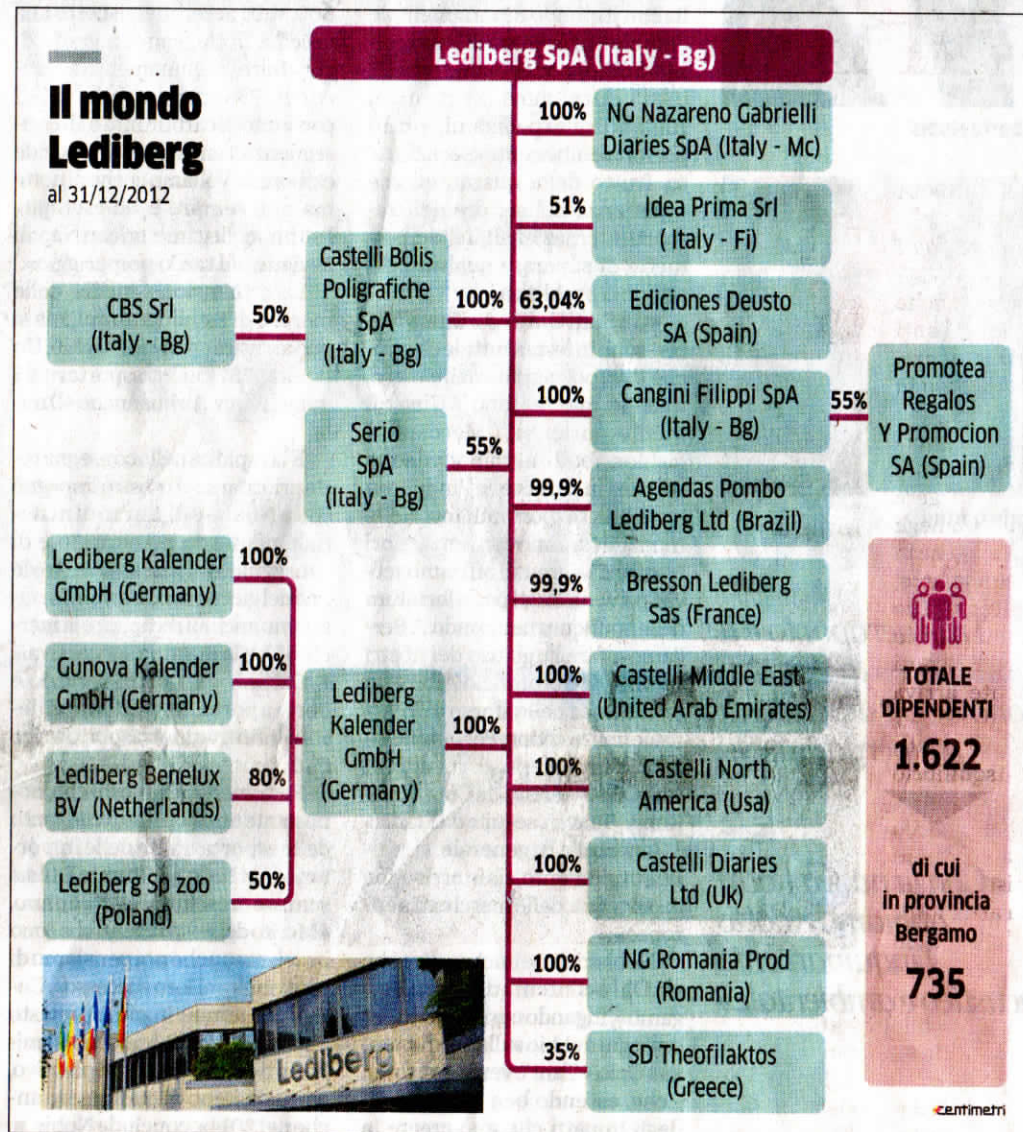 Il mondo
Lediberg
al 31/12/2012
Lediberg SpA (Italy - Bg)
100%
NG Nazareno Gabrielli
Diaries SpA (Italy - Mc)
51%
Idea Prima Srl
( Italy - Fi)
CBS Srl
(Italy - Bg)
50%
Castelli Bolis
Poligrafiche
SpA
(Italy - Bg)
100%
63,04%
Ediciones Deusto
SA (Spain)
100%
Cangini Filippi SpA
(Italy - Bg)
55%
Promotea
Regalos
Y Promocion
SA (Spain)
Serio
SpA
(Italy - Bg)
55%
99,9%
Agendas Pombo
Lediberg Ltd (Brazil)
99,9%
Bresson Lediberg
Sas (France)
Lediberg Kalender
GmbH (Germany)
100%
Gunova Kalender
GmbH (Germany)
100%
Lediberg Benelux
BV (Netherlands)
80%
Lediberg Sp zoo
(Poland)
50%
Lediberg
Kalender
GmbH
(Germany)
100%
100%
Castelli Middle East
(United Arab Emirates)
100%
Castelli North
America (Usa)
100%
Castelli Diaries
Ltd (Uk)
100%
NG Romania Prod
(Romania)
35%
SD Theofilaktos
(Greece)
TOTALE
DIPENDENTI
1.622
di cui
in provincia
Bergamo
735
Lediberg
centimetri